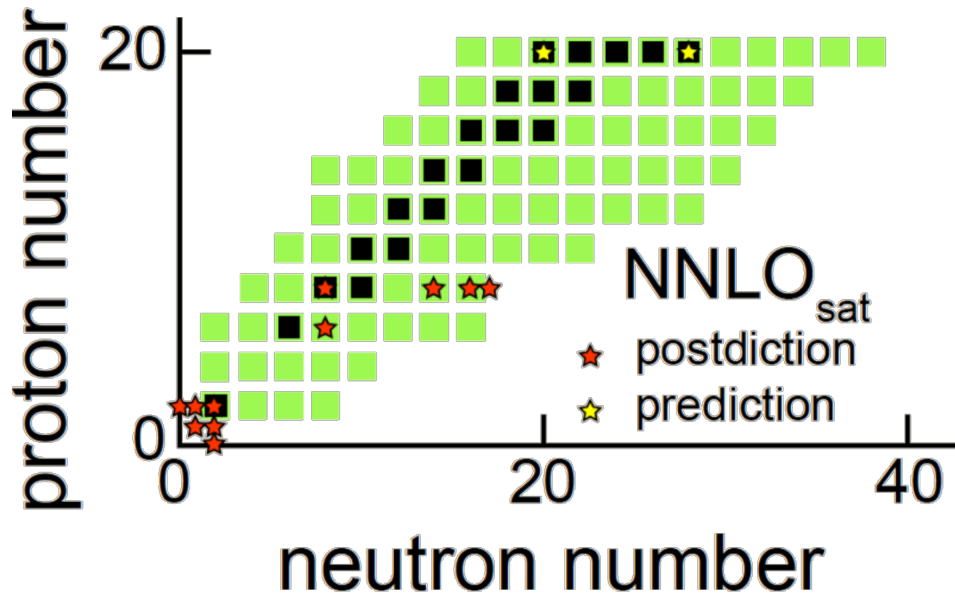 proton number
20
0
NNLOsat
postdiction
prediction
0
20
40
neutron number